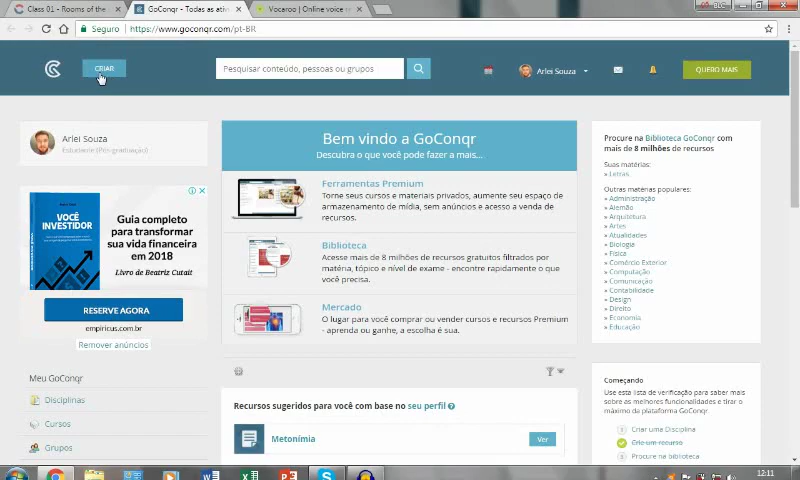 Class 01 - Rooms of the
GoConqr - Todas as ativ
Vocaroo | Online voice r
BLC
Seguro
https://www.goconqr.com/pt-BR
CRIAR
Pesquisar conteúdo, pessoas ou grupos
Arlei Souza
QUERO MAIS
Arlei Souza
Estudante (Pós-graduação)
VOCÊ
INVESTIDOR
Guia completo
para transformar
sua vida financeira
em 2018
Livro de Beatriz Cutait
RESERVE AGORA
empiricus.com.br
Remover anúncios
Meu GoConqr
Disciplinas
Cursos
Grupos
Bem vindo a GoConqr
Descubra o que você pode fazer a mais...
Ferramentas Premium
Torne seus cursos e materiais privados, aumente seu espaço de
armazenamento de mídia, sem anúncios e acesso a venda de
recursos.
Biblioteca
Acesse mais de 8 milhões de recursos gratuitos filtrados por
matéria, tópico e nível de exame - encontre rapidamente o que
você precisa.
Mercado
O lugar para você comprar ou vender cursos e recursos Premium
- aprenda ou ganhe, a escolha é sua.
Recursos sugeridos para você com base no seu perfil
Metonímia
Ver
Procure na Biblioteca GoConqr com
mais de 8 milhões de recursos
Suas matérias:
» Letras
Outras matérias populares:
» Administração
» Alemão
» Arquitetura
» Artes
» Atualidades
» Biologia
» Física
» Comércio Exterior
» Computação
» Comunicação
» Contabilidade
» Design
» Direito
» Economia
» Educação
Começando
Use esta lista de verificação para saber mais
sobre as melhores funcionalidades e tirar o
máximo da plataforma GoConqr.
Criar uma Disciplina
Crie um recurso
Procure na biblioteca
12:11